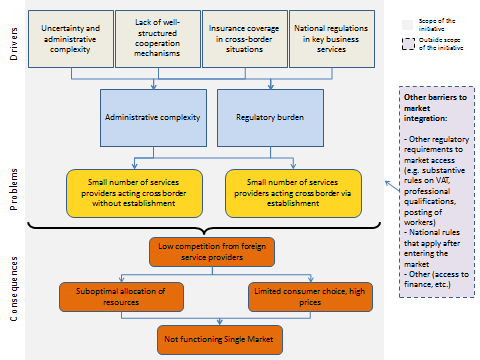 Drivers
Uncertainty and
administrative
complexity
Lack of well-
structured
cooperation
mechanisms
Insurance coverage
in cross-border
situations
National regulations
in key business
services
Scope of the
initiative
Outside scope
of the initiative
Administrative complexity
Regulatory burden
Problems
Small number of services
providers acting cross border
without establishment
Small number of services
providers acting cross border via
establishment
Other barriers to
market
integration:
- Other regulatory
requirements to
market access
(e.g. substantive
rules on VAT,
professional
qualifications,
posting of
workers)
- National rules
that apply after
entering the
market
- Other (access to
finance, etc.)
Consequences
Low competition from foreign
service providers
Suboptimal allocation of
resources
Limited consumer choice, high
prices
Not functioning Single Market